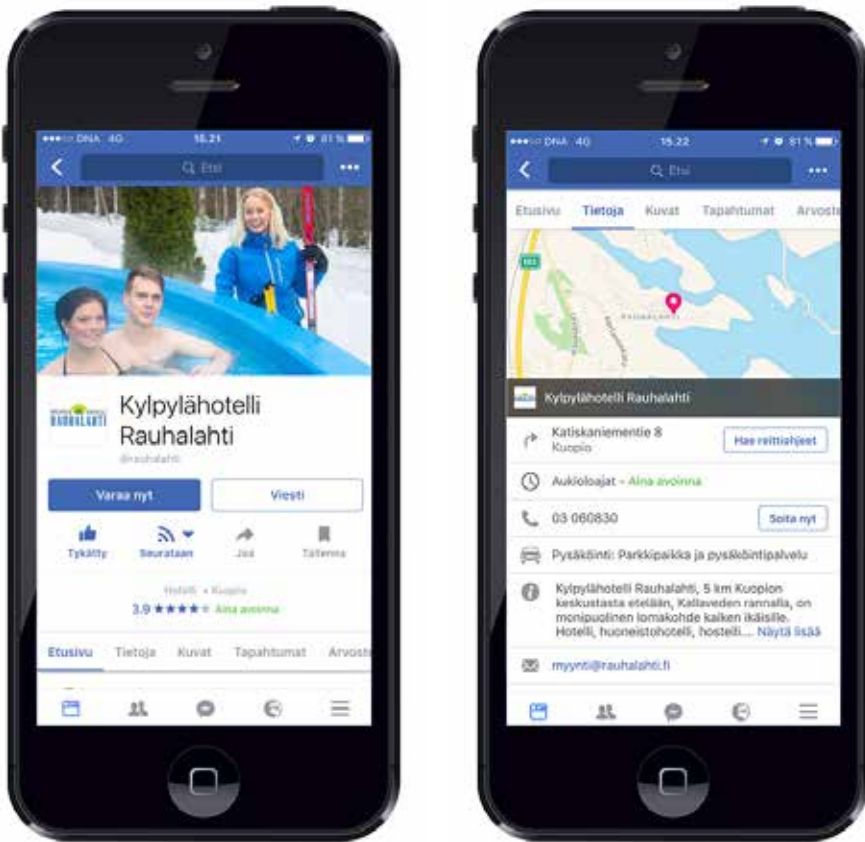 DNA 4G 15.21 81 %
Etsi
RAUHALAHTI
Kylpylähotelli
Rauhalahti
@rauhalahti
Varaa nyt
Viesti
Tykätty
Seurataan
Jaa
Tallenna
Hotelli • Kuopio
3.9 ★★★★★ Aina avoinna
Etusivu Tietoja Kuvat Tapahtumat Arvoste
DNA 4G 15.22 81 %
Etsi
Etusivu Tietoja Kuvat Tapahtumat Arvoste
RAUHALAHTI
Kylpylähotelli Rauhalahti
Katiskaniementie 8
Kuopio
Hae reittiohjeet
Aukioloajat - Aina avoinna
03 060830
Soita nyt
Pysäköinti: Parkkipaikka ja pysäköintipalvelu
Kylpylähotelli Rauhalahti, 5 km Kuopion
keskustasta etelään, Kallaveden rannalla, on
monipuolinen lomakohde kaiken ikäisille.
Hotelli, huoneistohotelli, hostelli.... Näytä lisää
myynti@rauhalahti.fi